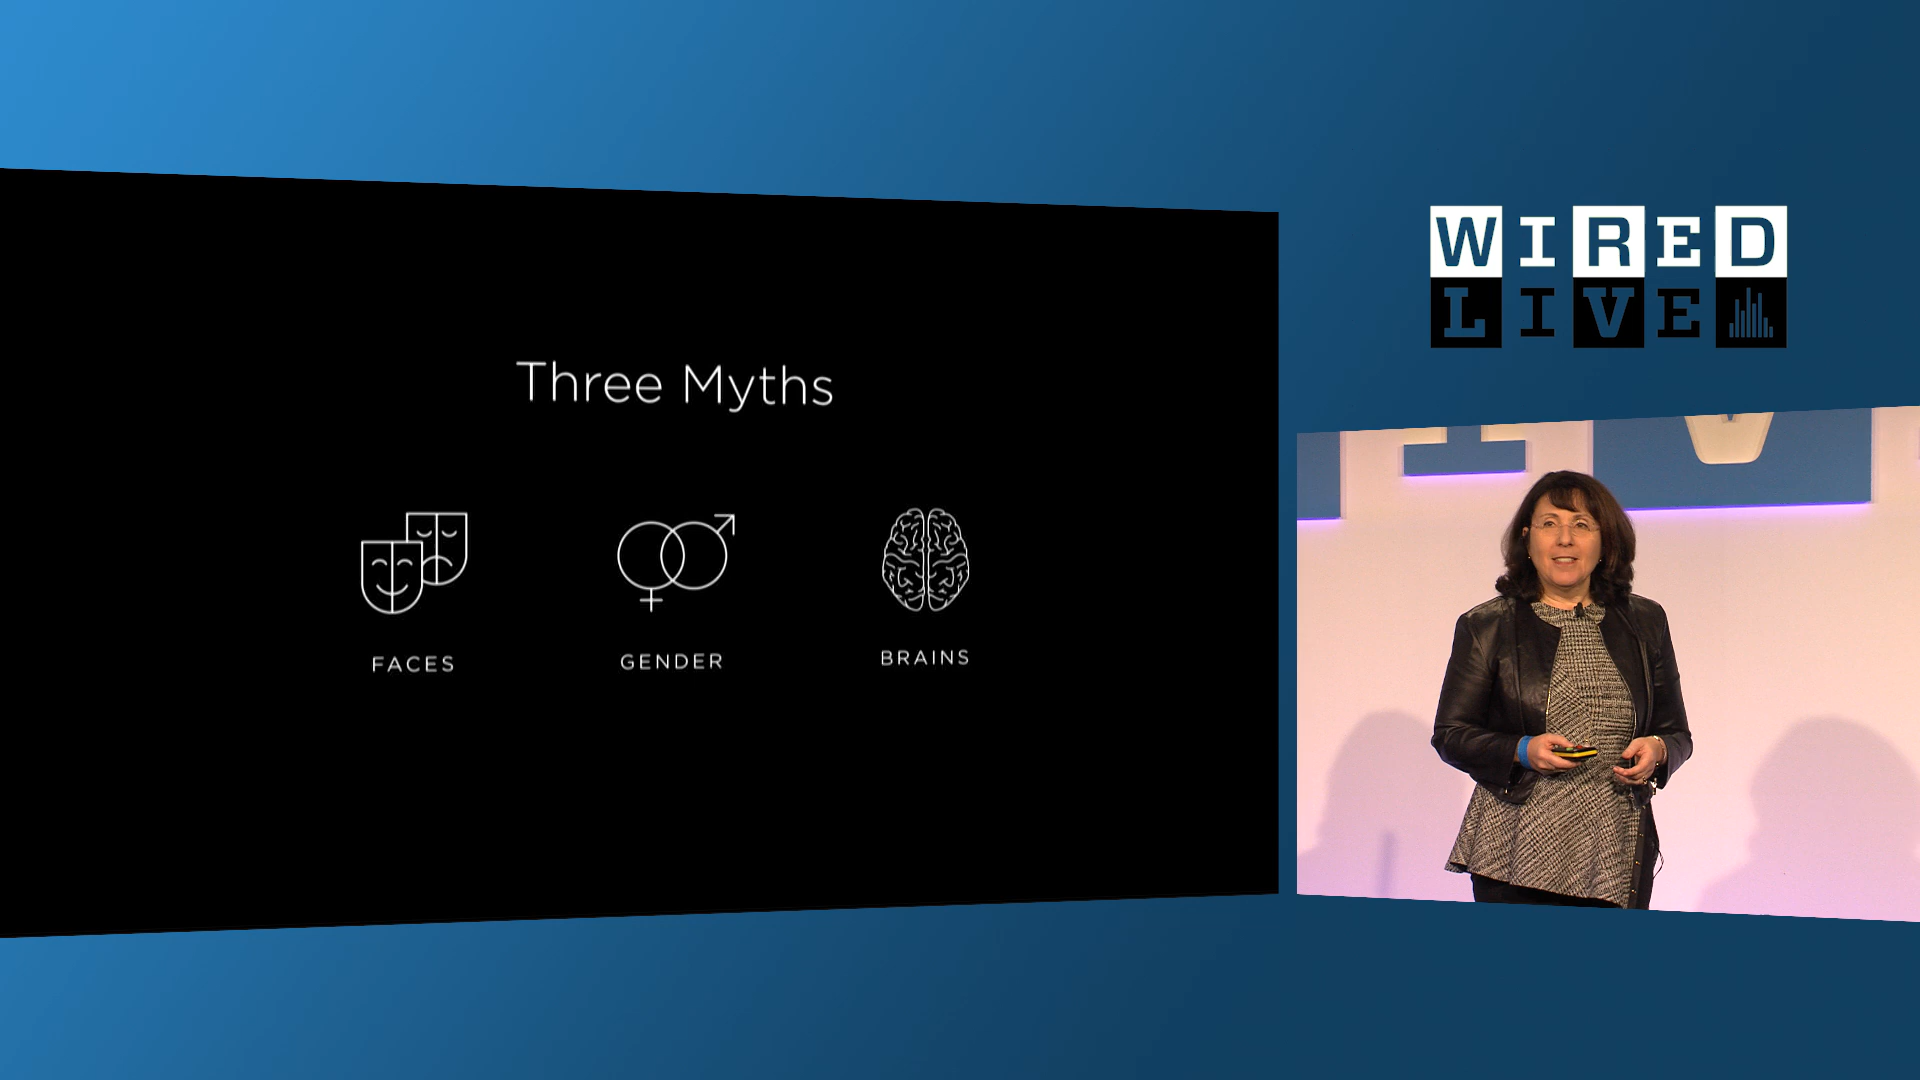 Three Myths
FACES
GENDER
BRAINS
WIRED
LIVE
I V